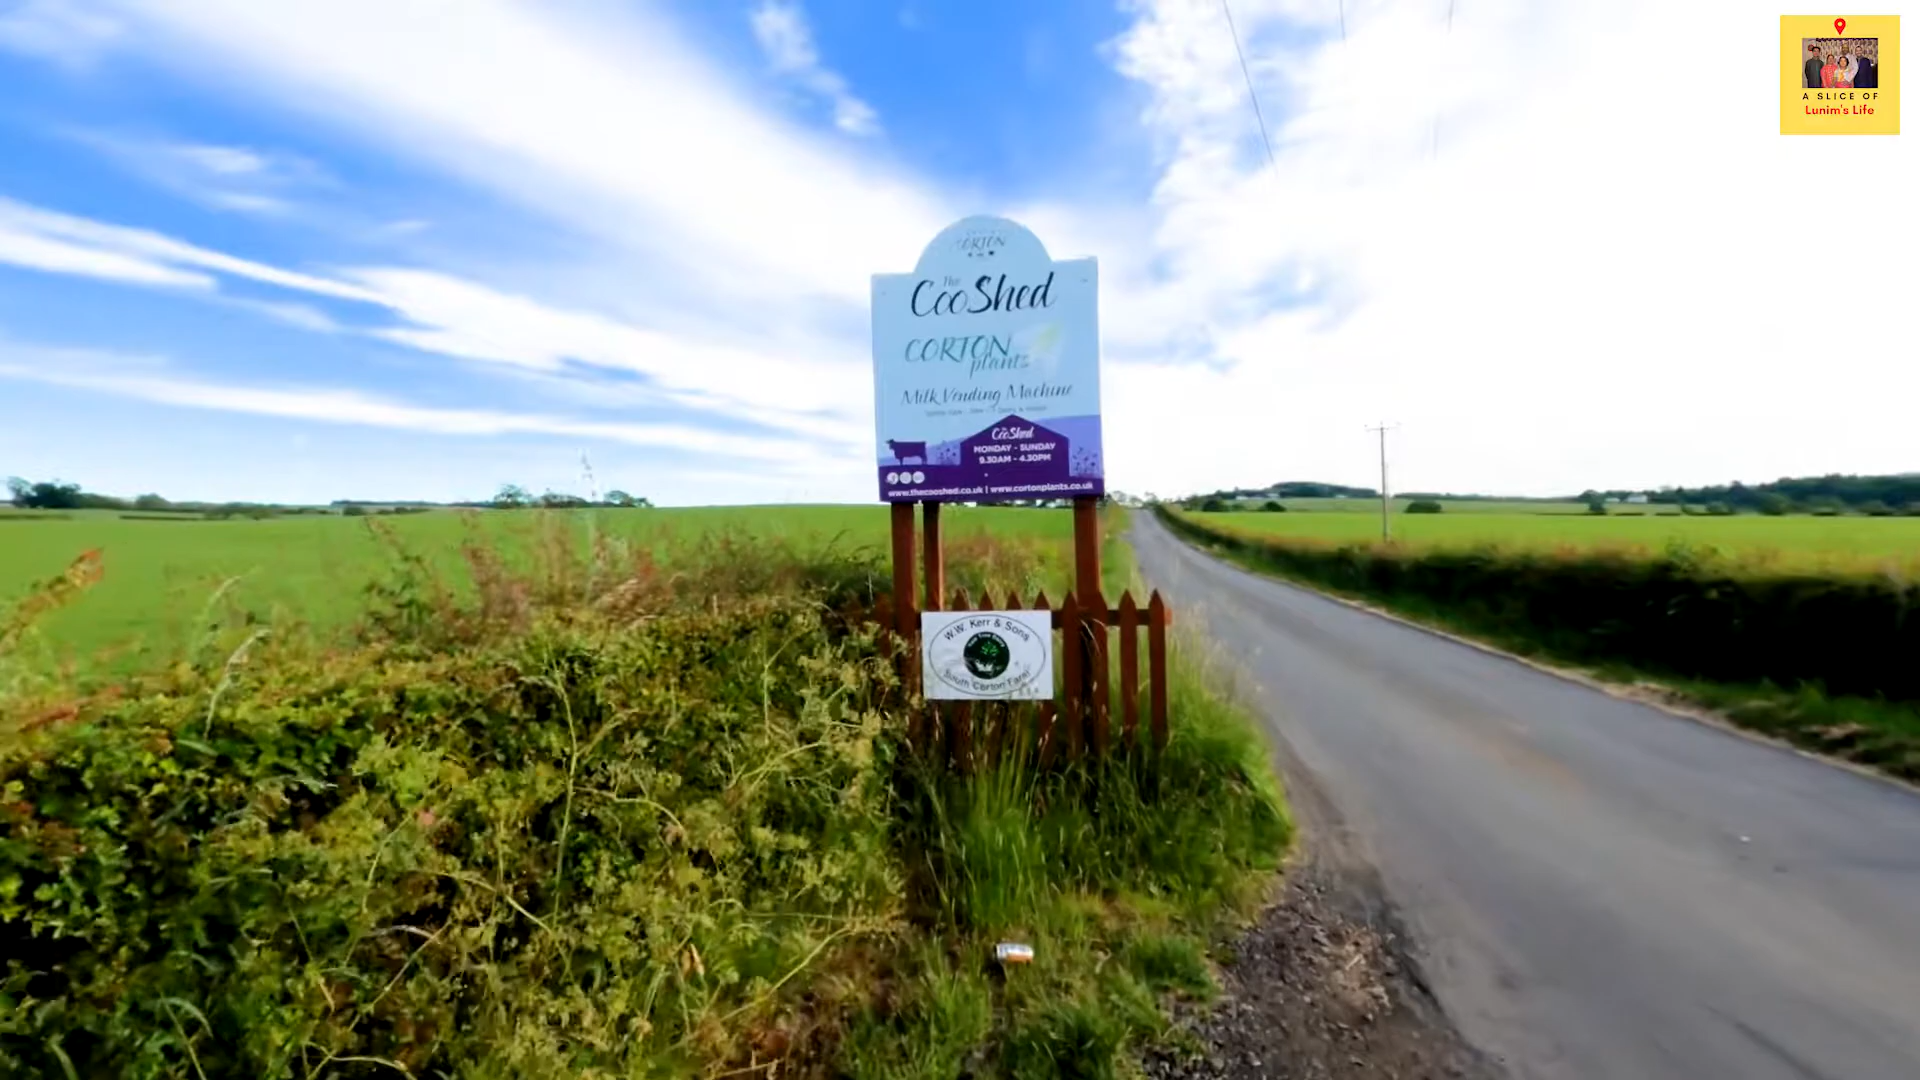 CORTON
The
CooShed
CORTON
plants
Milk Vending Machine
The
CooShed
MONDAY - SUNDAY
9.30AM - 4.30PM
www.thecooshed.co.uk | www.cortonplants.co.uk
W.W. Kerr & Sons
South Corton Farm
A SLICE OF
Lunim's Life